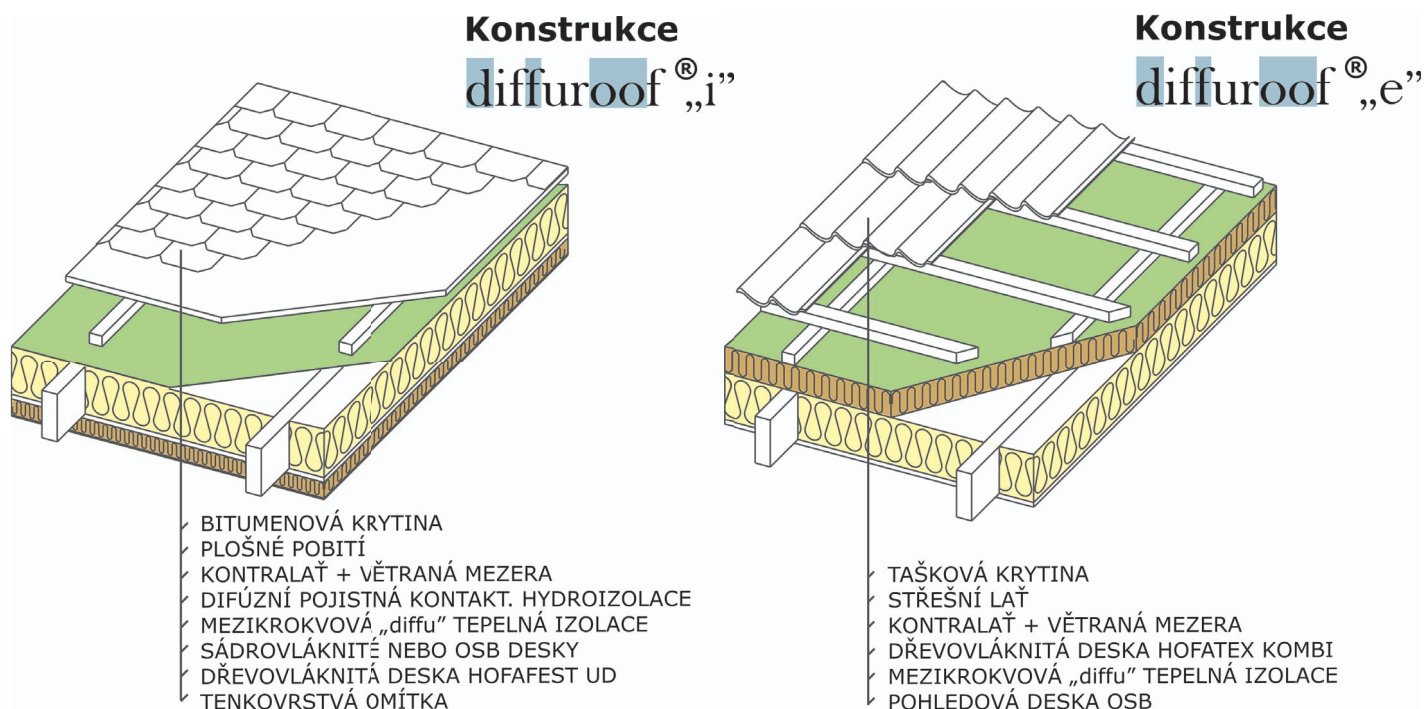 Konstrukce
diffuroof ® „i”
BITUMENOVÁ KRYTINA
PLOŠNÉ POBITÍ
KONTRALAŤ + VĚTRANÁ MEZERA
DIFÚZNÍ POJISTNÁ KONTAKT. HYDROIZOLACE
MEZIKROKVOVÁ „diffu” TEPELNÁ IZOLACE
SÁDROVLÁKNITÉ NEBO OSB DESKY
DŘEVOVLÁKNITÁ DESKA HOFAFEST UD
TENKOVRSTVÁ OMÍTKA
Konstrukce
diffuroof ® „e”
TAŠKOVÁ KRYTINA
STŘEŠNÍ LAŤ
KONTRALAŤ + VĚTRANÁ MEZERA
DŘEVOVLÁKNITÁ DESKA HOFATEX KOMBI
MEZIKROKVOVÁ „diffu” TEPELNÁ IZOLACE
POHLEDOVÁ DESKA OSB